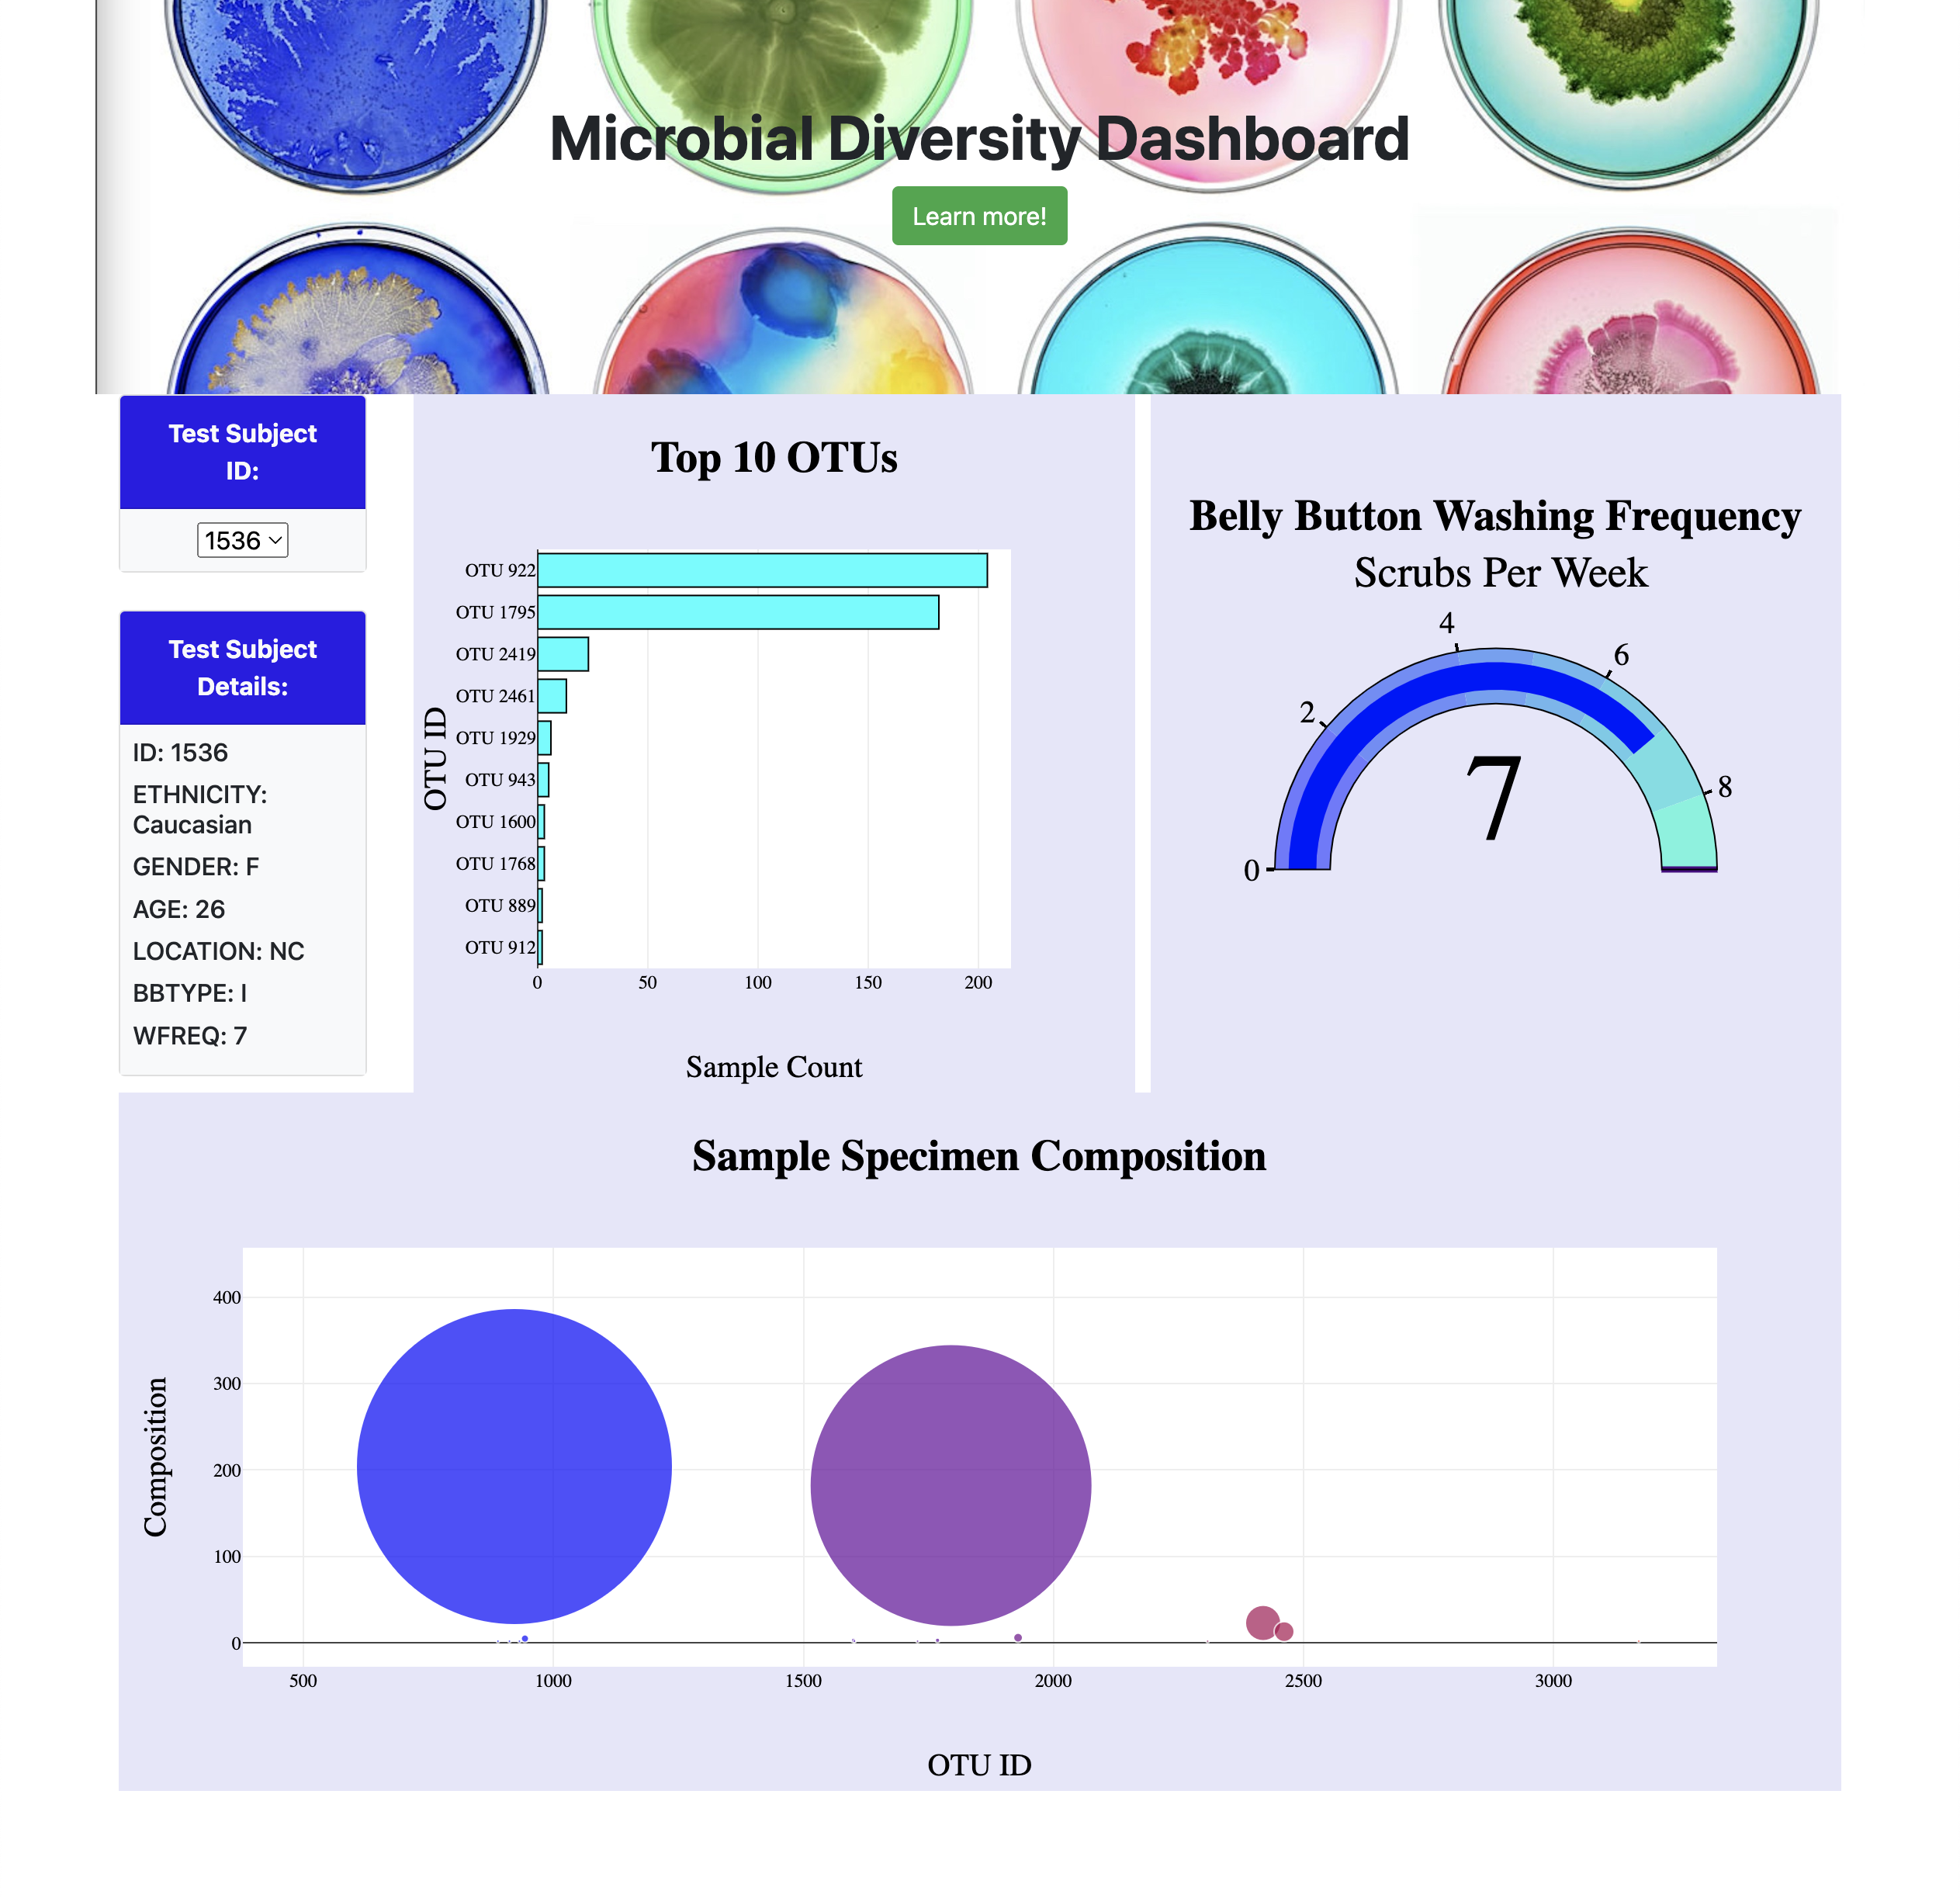 Microbial Diversity Dashboard
Learn more!
Test Subject
ID:
1536
Test Subject
Details:
ID: 1536
ETHNICITY:
Caucasian
GENDER: F
AGE: 26
LOCATION: NC
BBTYPE: I
WFREQ: 7
Top 10 OTUs
OTU ID
OTU 922
OTU 1795
OTU 2419
OTU 2461
OTU 1929
OTU 943
OTU 1600
OTU 1768
OTU 889
OTU 912
0 50 100 150 200
Sample Count
Belly Button Washing Frequency
Scrubs Per Week
0 2 4 6 8
7
Sample Specimen Composition
Composition
400
300
200
100
0
500 1000 1500 2000 2500 3000
OTU ID